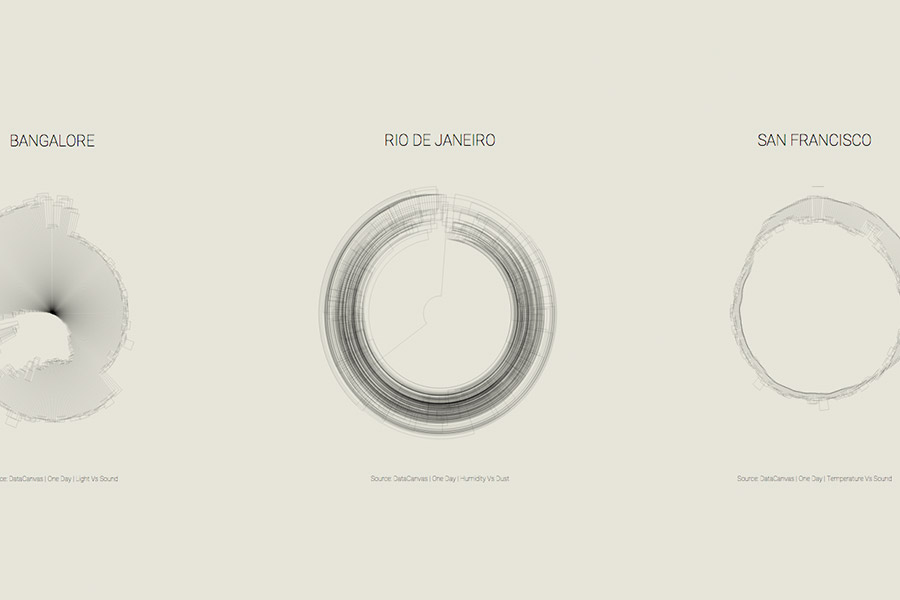 BANGALORE
RIO DE JANEIRO
SAN FRANCISCO
ce: DataCanvas | One Day | Light Vs Sound
Source: DataCanvas | One Day | Humidity Vs Dust
Source: DataCanvas | One Day | Temperature Vs Sound